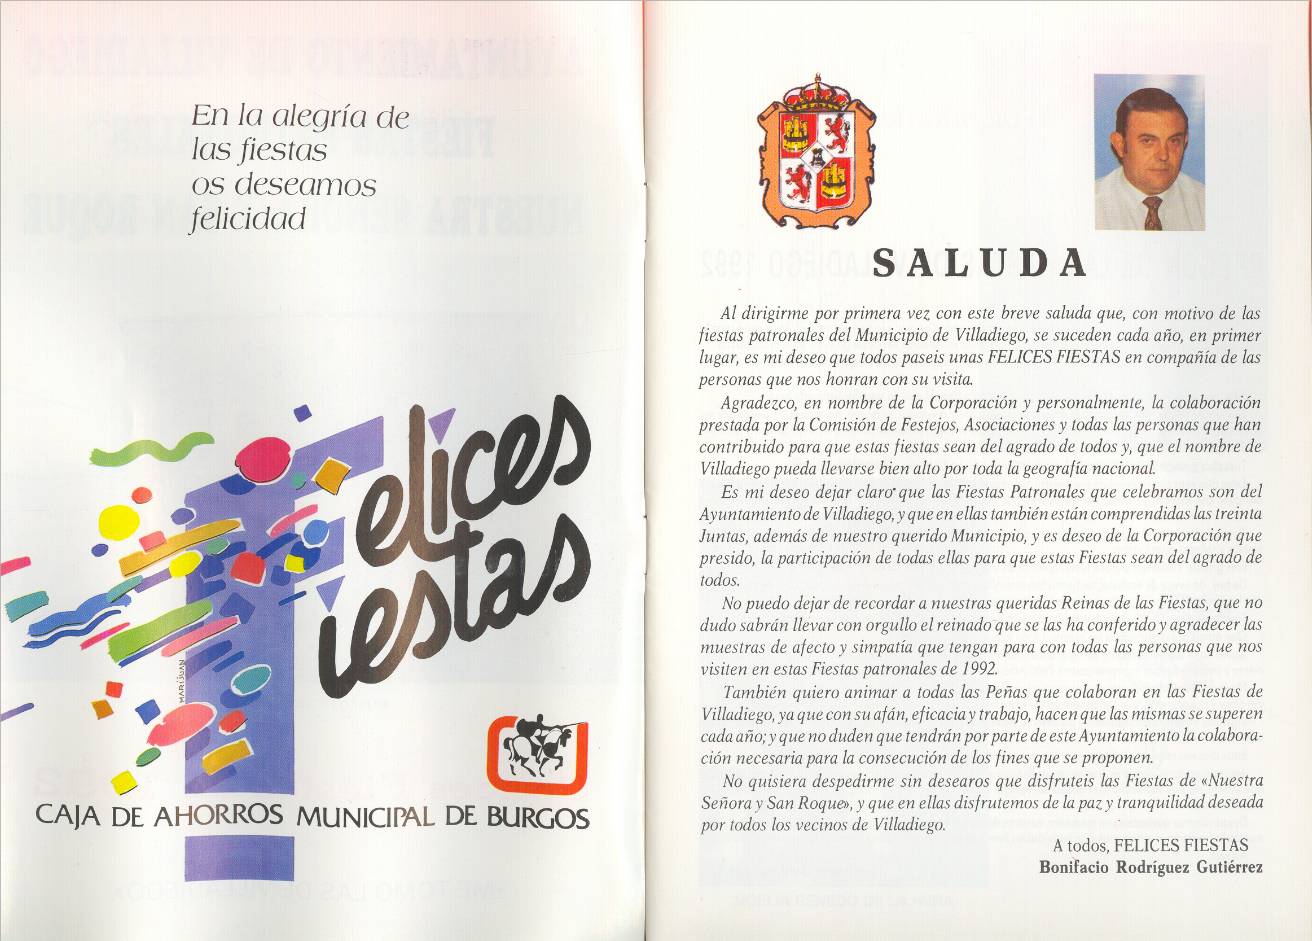 En la alegría de
las fiestas
os deseamos
felicidad
Felices
Fiestas
MARIJUAN
CAJA DE AHORROS MUNICIPAL DE BURGOS
SALUDA
Al dirigirme por primera vez con este breve saluda que, con motivo de las
fiestas patronales del Municipio de Villadiego, se suceden cada año, en primer
lugar, es mi deseo que todos paseis unas FELICES FIESTAS en compañía de las
personas que nos honran con su visita.
Agradezco, en nombre de la Corporación y personalmente, la colaboración
prestada por la Comisión de Festejos, Asociaciones y todas las personas que han
contribuido para que estas fiestas sean del agrado de todos y, que el nombre de
Villadiego pueda llevarse bien alto por toda la geografía nacional.
Es mi deseo dejar claro que las Fiestas Patronales que celebramos son del
Ayuntamiento de Villadiego, y que en ellas también están comprendidas las treinta
Juntas, además de nuestro querido Municipio, y es deseo de la Corporación que
presido, la participación de todas ellas para que estas Fiestas sean del agrado de
todos.
No puedo dejar de recordar a nuestras queridas Reinas de las Fiestas, que no
dudo sabrán llevar con orgullo el reinado que se las ha conferido y agradecer las
muestras de afecto y simpatía que tengan para con todas las personas que nos
visiten en estas Fiestas patronales de 1992.
También quiero animar a todas las Peñas que colaboran en las Fiestas de
Villadiego, ya que con su afán, eficacia y trabajo, hacen que las mismas se superen
cada año; y que no duden que tendrán por parte de este Ayuntamiento la colabora-
ción necesaria para la consecución de los fines que se proponen.
No quisiera despedirme sin desearos que disfruteis las Fiestas de «Nuestra
Señora y San Roque», y que en ellas disfrutemos de la paz y tranquilidad deseada
por todos los vecinos de Villadiego.
A todos, FELICES FIESTAS
Bonifacio Rodríguez Gutiérrez